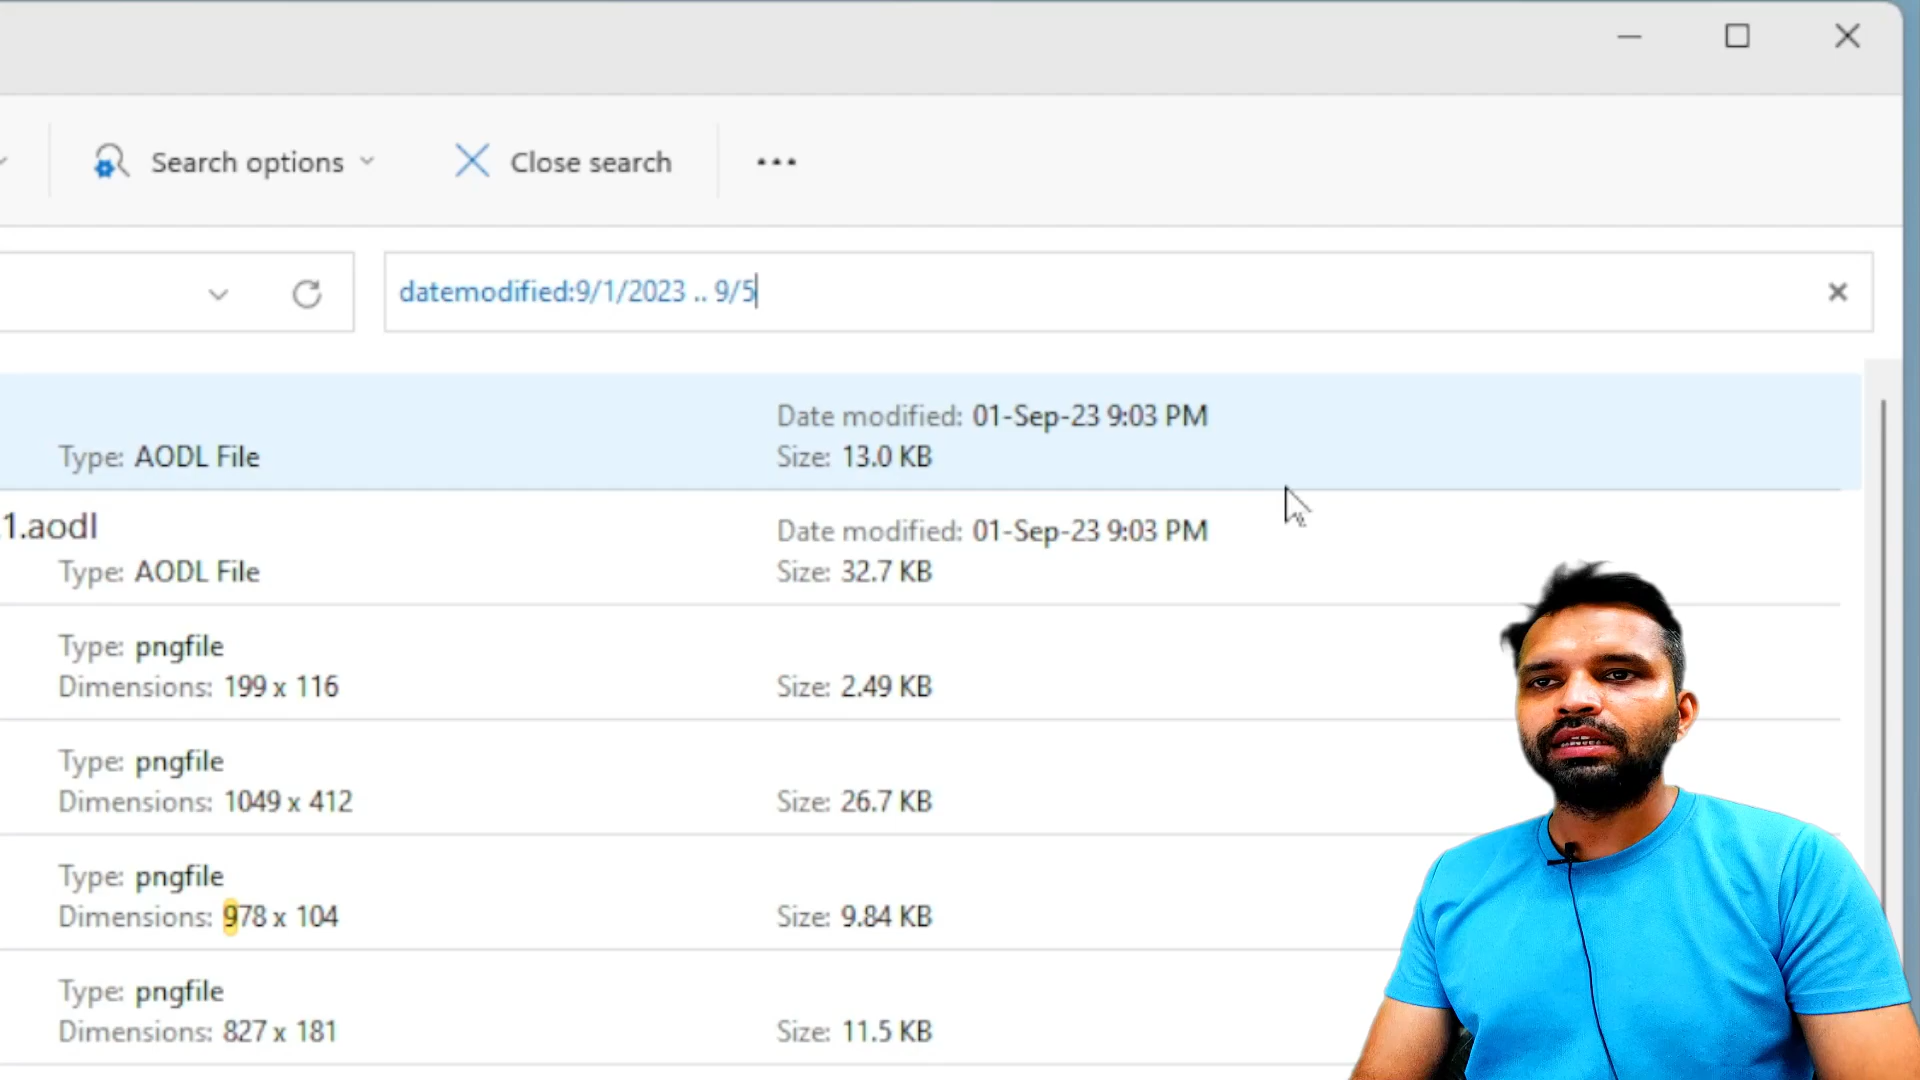 Search options
Close search
datemodified:9/1/2023 .. 9/5
Date modified: 01-Sep-23 9:03 PM
Type: AODL File
Size: 13.0 KB
1.aodl
Date modified: 01-Sep-23 9:03 PM
Type: AODL File
Size: 32.7 KB
Type: pngfile
Dimensions: 199 x 116
Size: 2.49 KB
Type: pngfile
Dimensions: 1049 x 412
Size: 26.7 KB
Type: pngfile
Dimensions: 978 x 104
Size: 9.84 KB
Type: pngfile
Dimensions: 827 x 181
Size: 11.5 KB